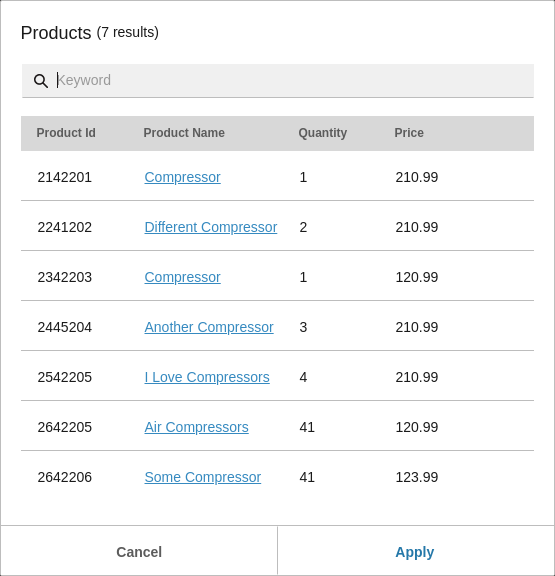 Products (7 results)
Keyword
Product Id Product Name Quantity Price
2142201 Compressor 1 210.99
2241202 Different Compressor 2 210.99
2342203 Compressor 1 120.99
2445204 Another Compressor 3 210.99
2542205 I Love Compressors 4 210.99
2642205 Air Compressors 41 120.99
2642206 Some Compressor 41 123.99
Cancel Apply